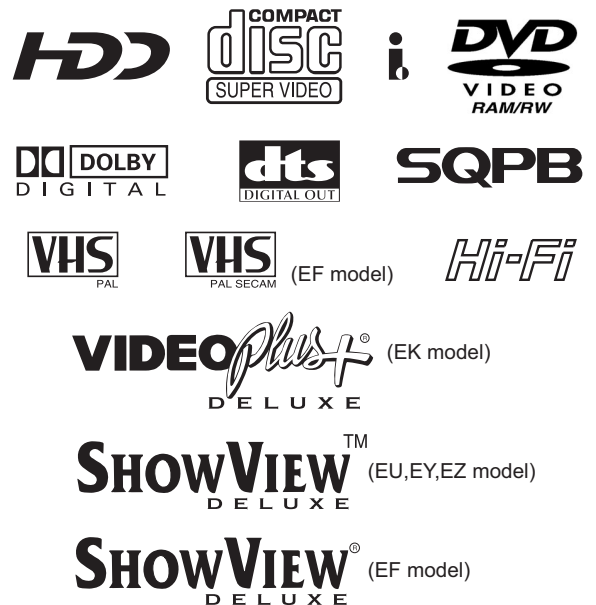 HDD
COMPACT
disc
SUPER VIDEO
i
DVD
VIDEO
RAM/RW
DOLBY
DIGITAL
dts
DIGITAL OUT
SQPB
VHS
PAL
VHS
PAL SECAM
(EF model)
Hi-Fi
VIDEO Plus+® (EK model)
DELUXE
SHOWVIEW™ (EU,EY,EZ model)
DELUXE
SHOWVIEW® (EF model)
DELUXE